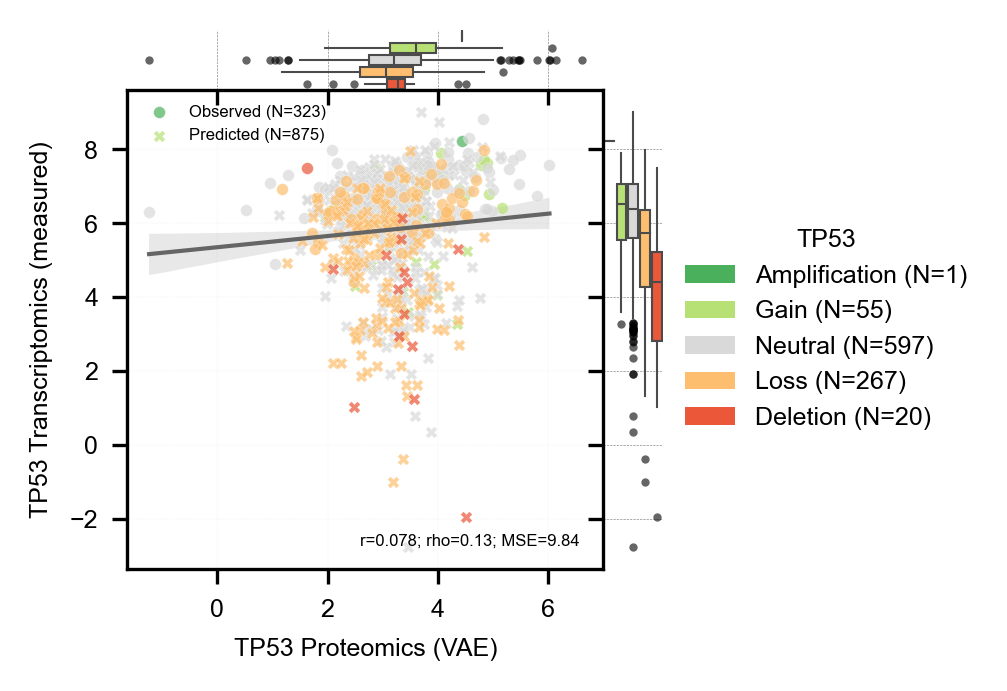 Observed (N=323)
Predicted (N=875)
8
6
4
2
0
−2
TP53 Transcriptomics (measured)
r=0.078; rho=0.13; MSE=9.84
0 2 4 6
TP53 Proteomics (VAE)
TP53
Amplification (N=1)
Gain (N=55)
Neutral (N=597)
Loss (N=267)
Deletion (N=20)